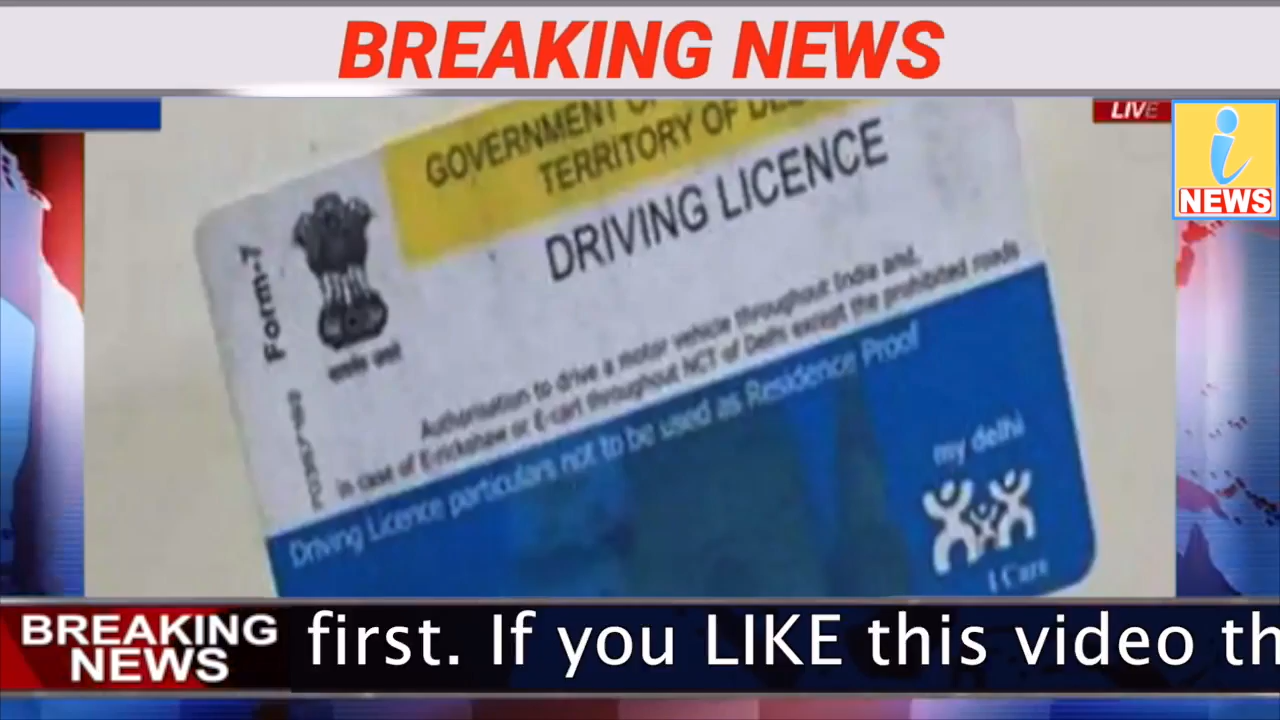 BREAKING NEWS
LIVE
i
NEWS
GOVERNMENT
TERRITORY OF
DRIVING LICENCE
Form-7
Authorisation to drive a motor vehicle throughout India and,
in case of E-rickshaw or E-cart throughout NCT of Delhi except the prohibited roads
Driving Licence particulars not to be used as Residence Proof
my delhi
I Care
BREAKING
NEWS
first. If you LIKE this video th